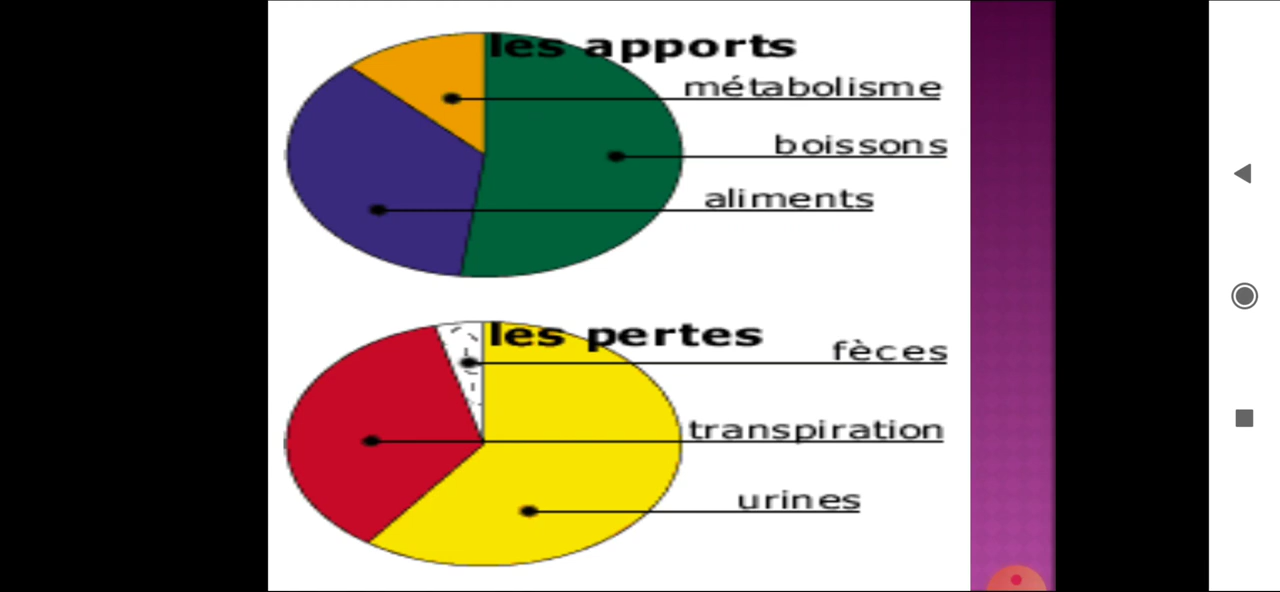 les apports
métabolisme
boissons
aliments
les pertes
fèces
transpiration
urines